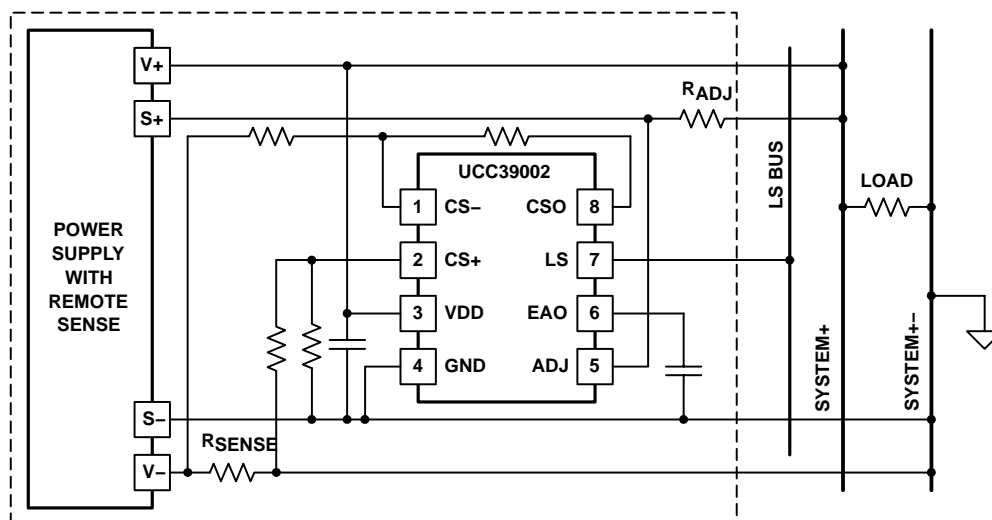 V+
S+
POWER
SUPPLY
WITH
REMOTE
SENSE
S−
V−
RSENSE
RADJ
UCC39002
1 CS−
2 CS+
3 VDD
4 GND
CSO 8
LS 7
EAO 6
ADJ 5
LS BUS
LOAD
SYSTEM+
SYSTEM+−